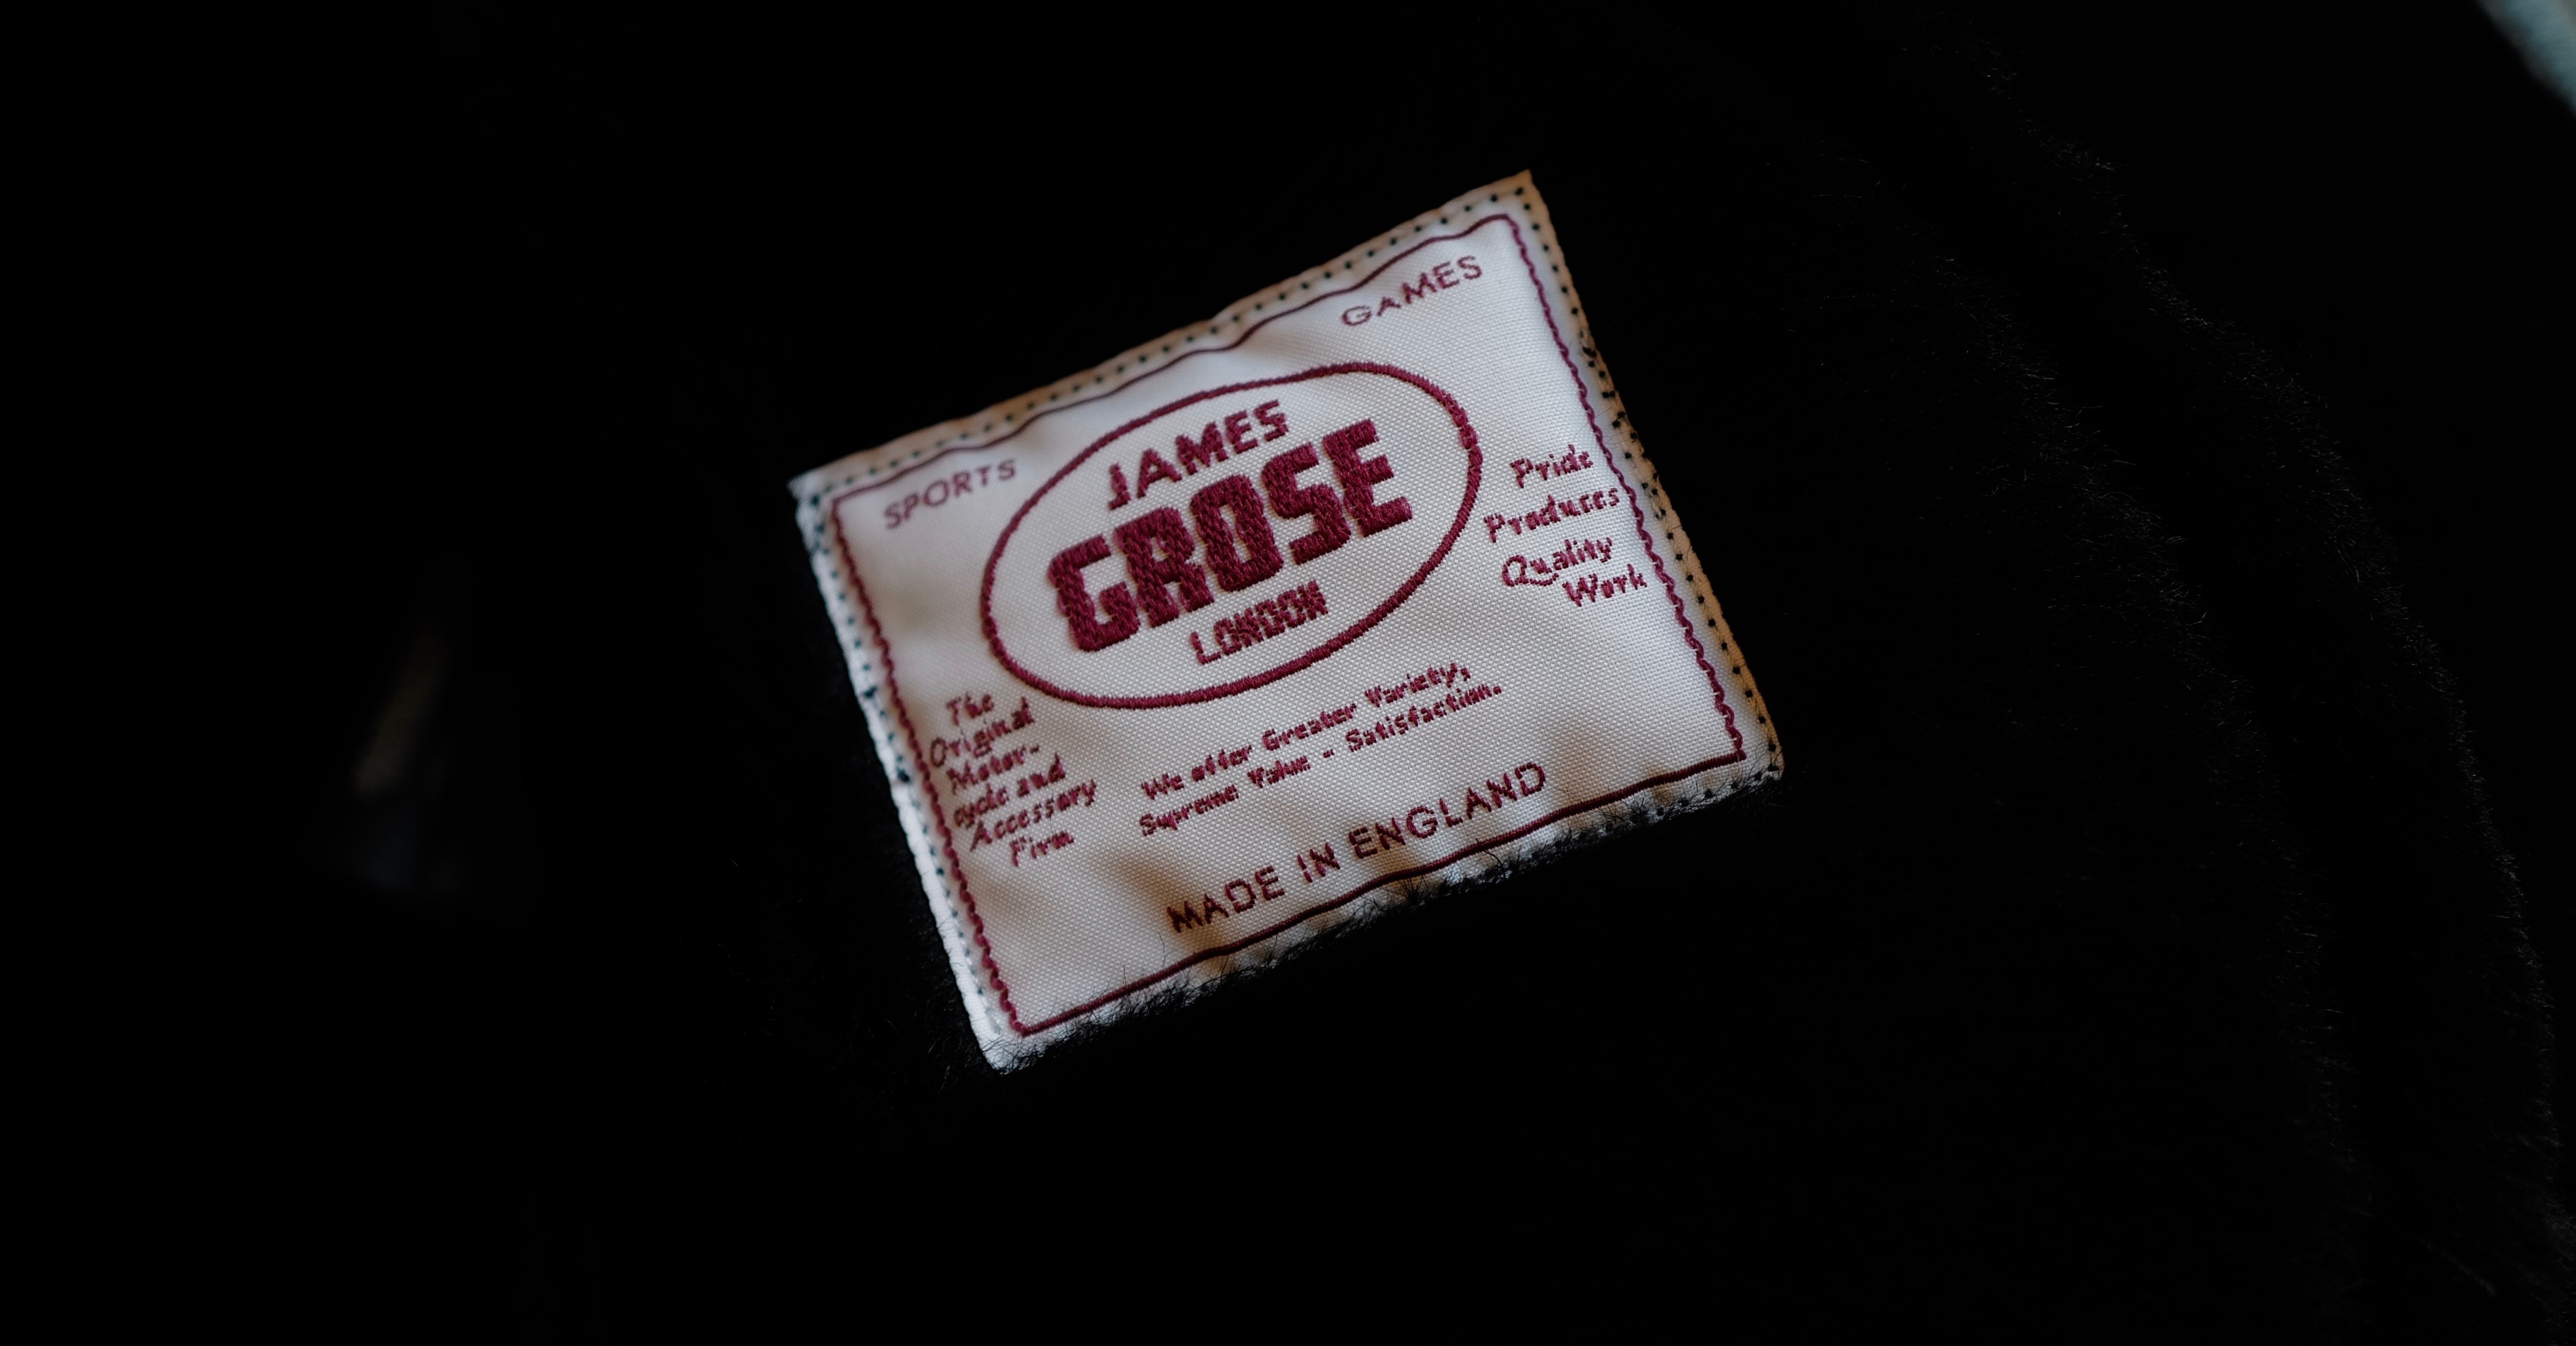 SPORTS
GAMES
JAMES
GROSE
LONDON
Pride
Produces
Quality
Work
The
Original
Motor-
cycle and
Accessory
Firm
We offer Greater Variety,
Supreme Value - Satisfaction.
MADE IN ENGLAND